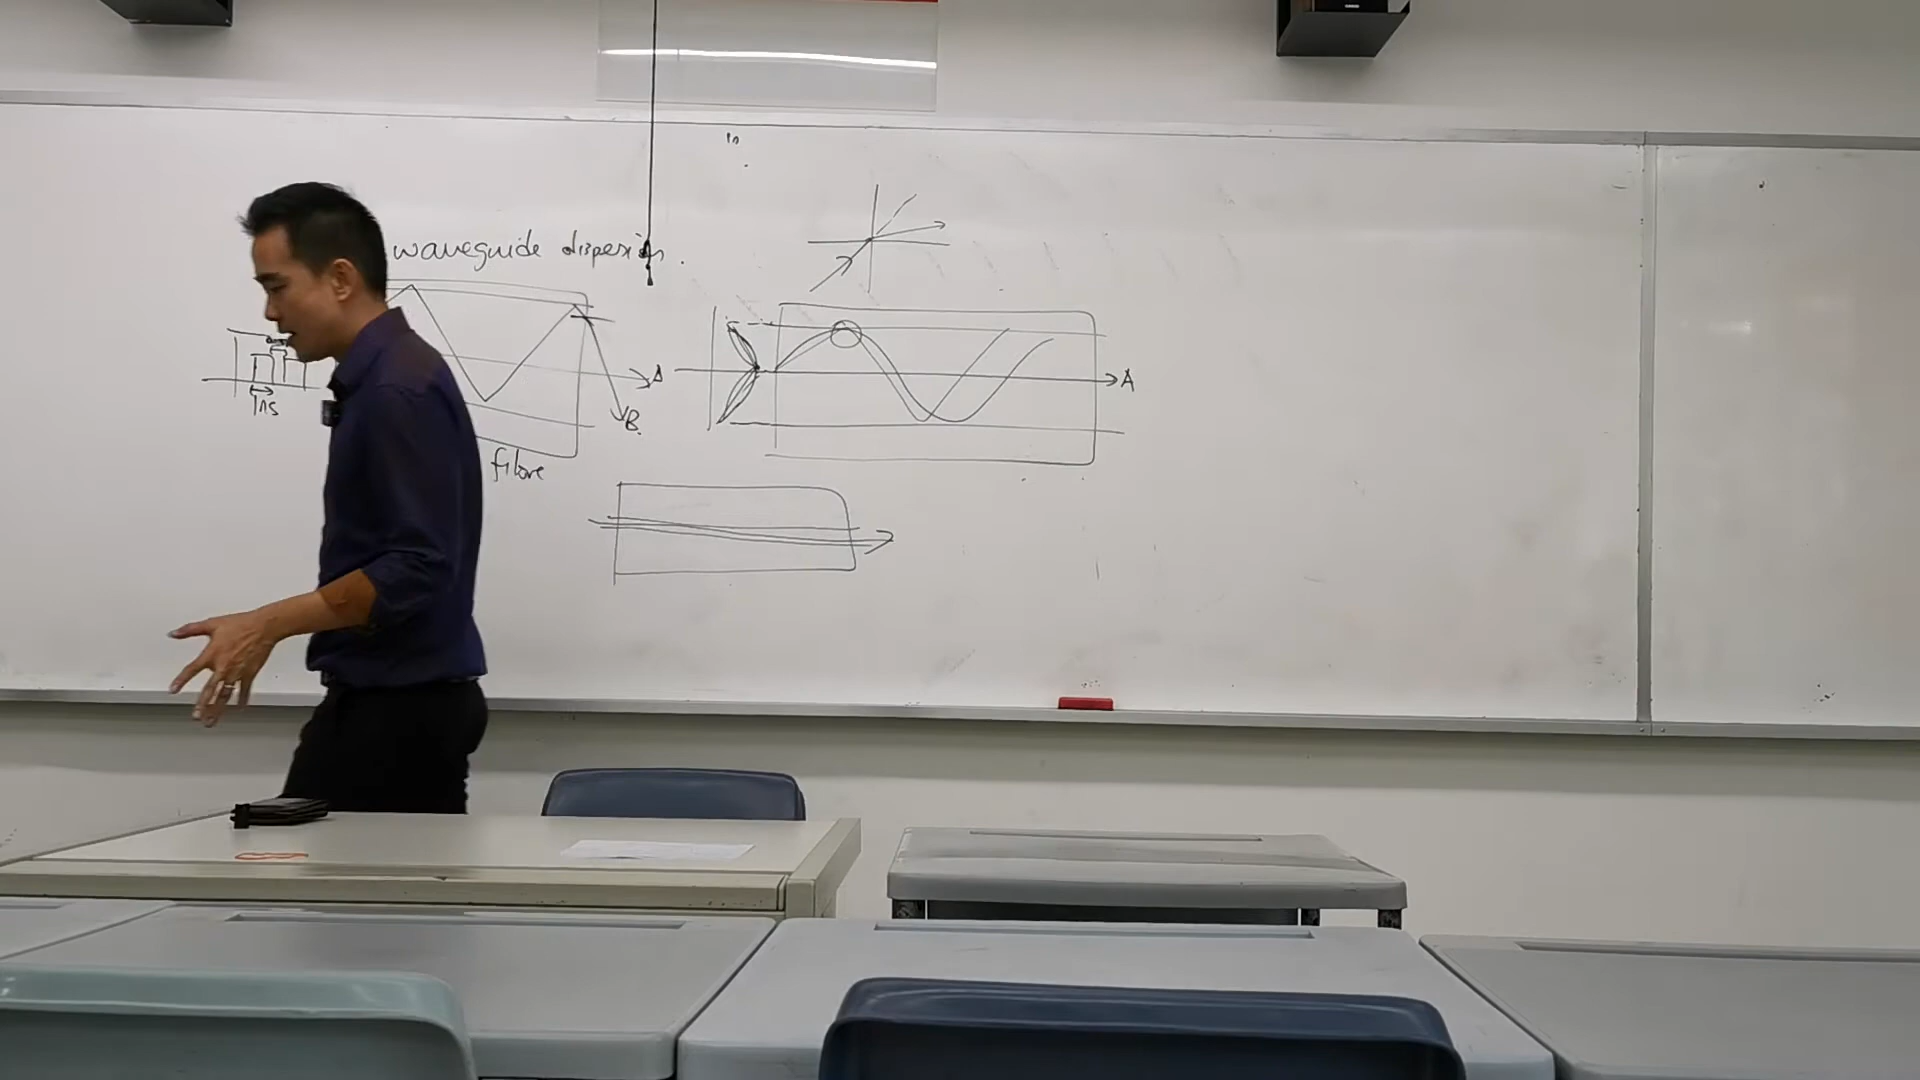 waveguide dispersion.
1ns
A
B.
fibre
A